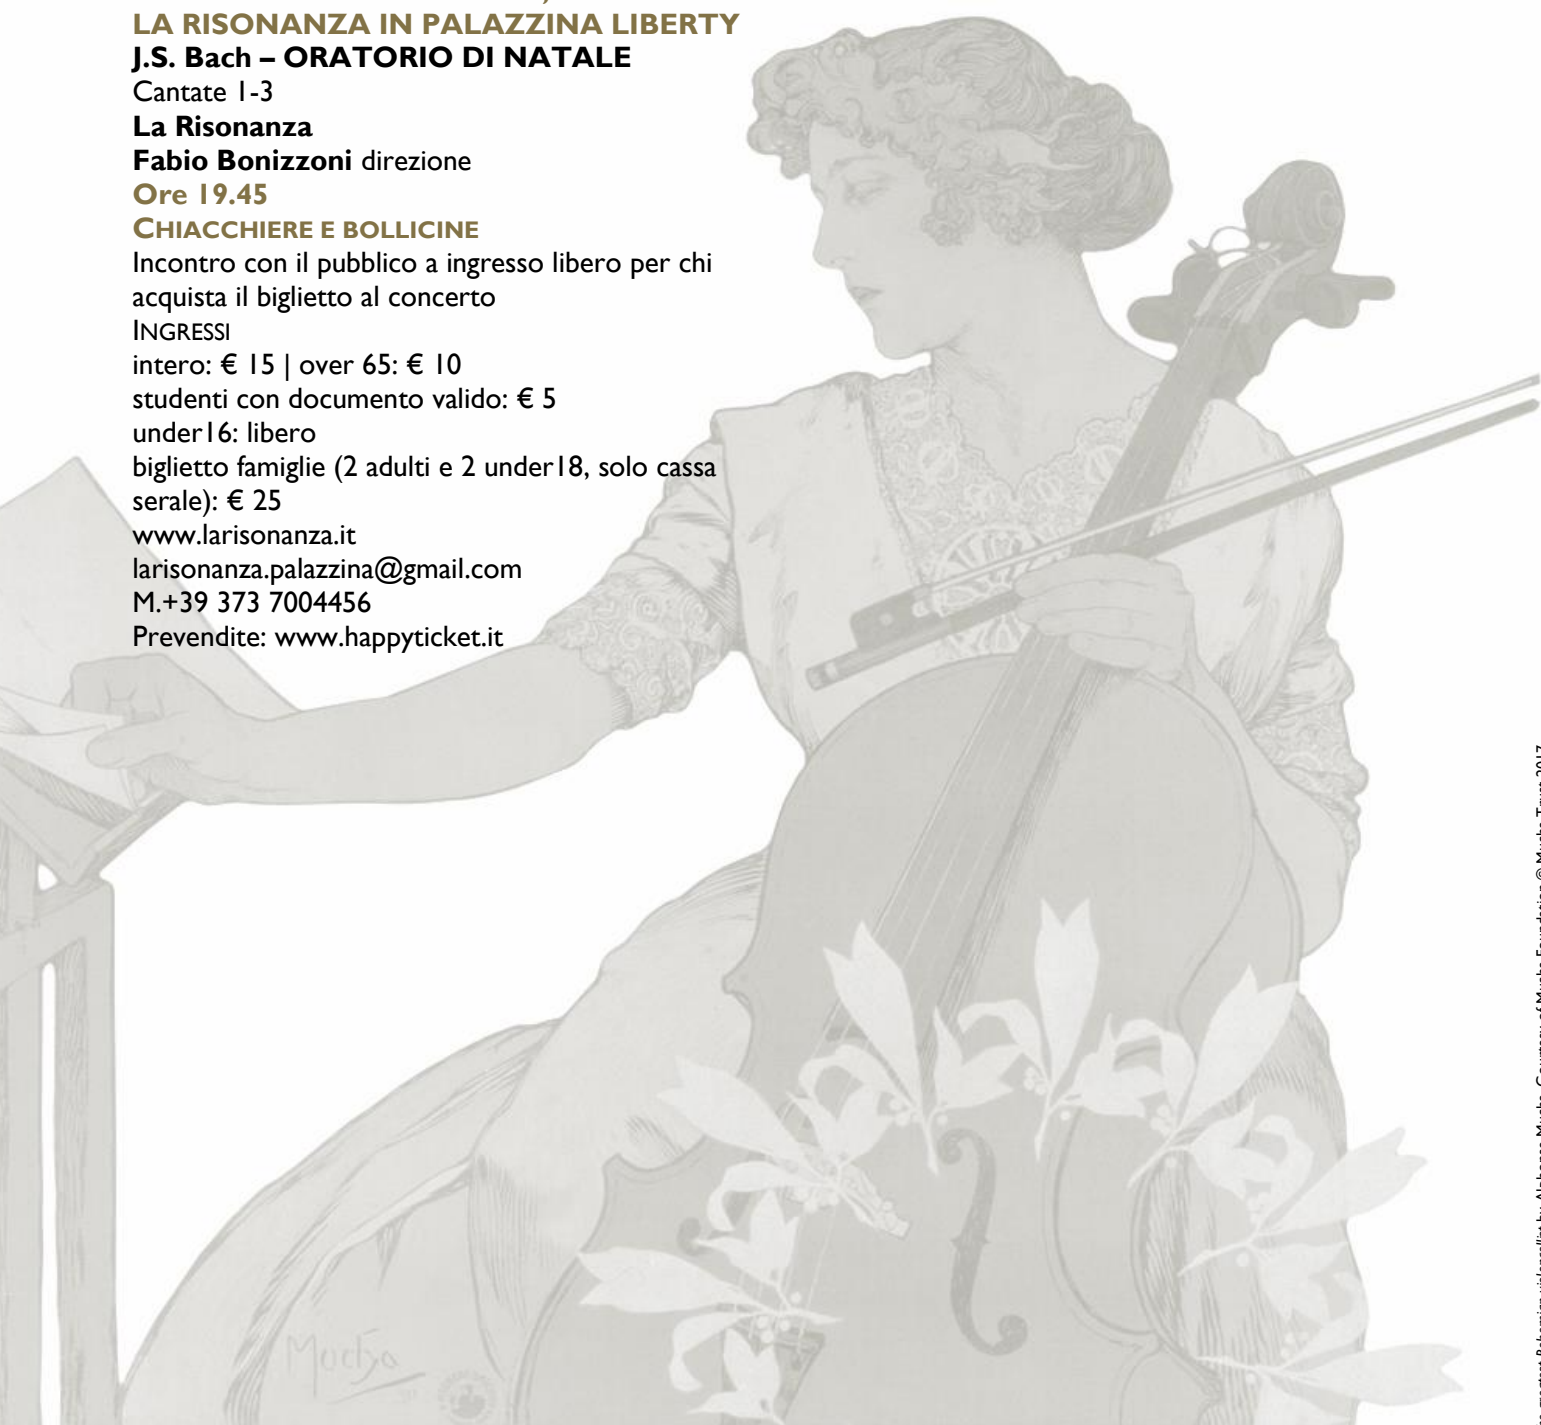 LA RISONANZA IN PALAZZINA LIBERTY
J.S. Bach – ORATORIO DI NATALE
Cantate 1-3
La Risonanza
Fabio Bonizzoni direzione
Ore 19.45
CHIACCHIERE E BOLLICINE
Incontro con il pubblico a ingresso libero per chi
acquista il biglietto al concerto
INGRESSI
intero: € 15 | over 65: € 10
studenti con documento valido: € 5
under16: libero
biglietto famiglie (2 adulti e 2 under18, solo cassa
serale): € 25
www.larisonanza.it
larisonanza.palazzina@gmail.com
M.+39 373 7004456
Prevendite: www.happyticket.it
Mucha